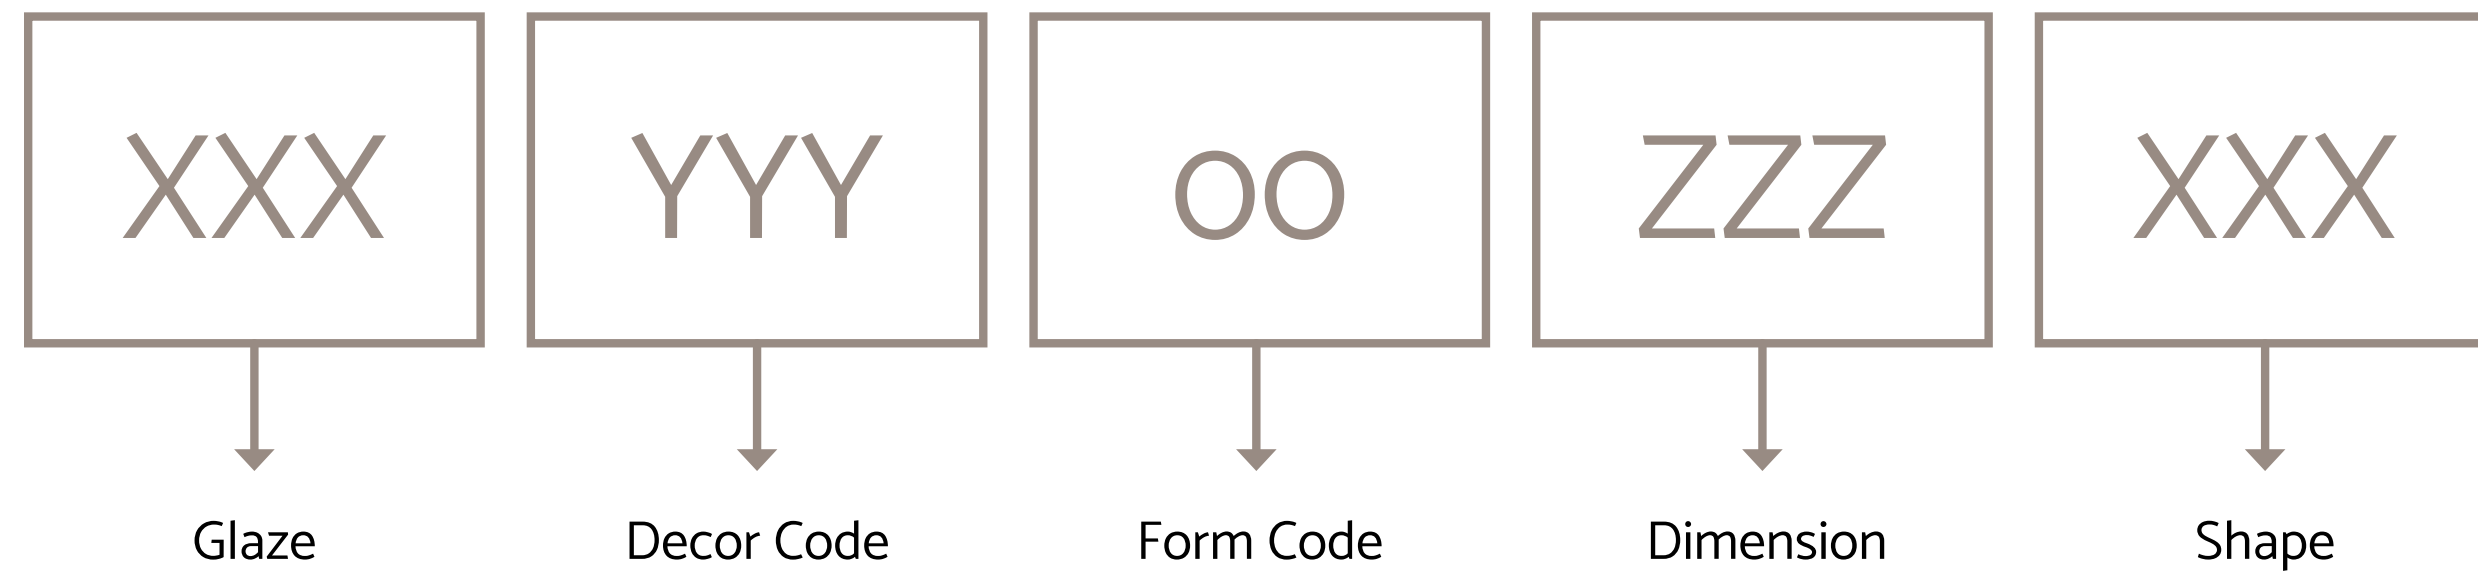 XXX YYY OO ZZZ XXX
Glaze Decor Code Form Code Dimension Shape